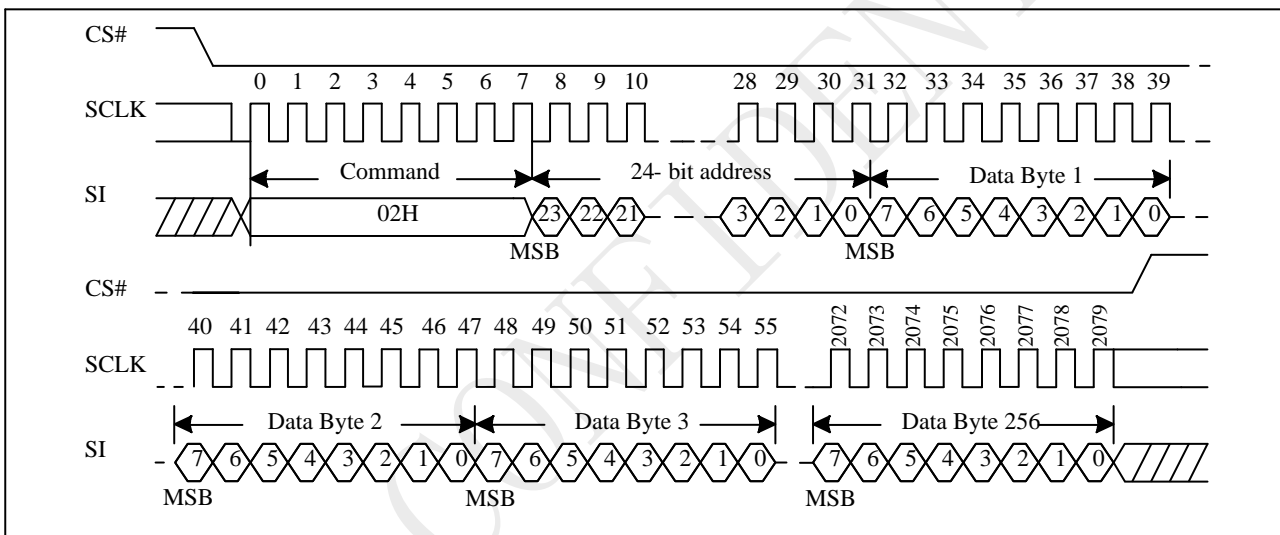 CS#
0 1 2 3 4 5 6 7 8 9 10 28 29 30 31 32 33 34 35 36 37 38 39
SCLK
Command 24- bit address Data Byte 1
SI
02H 23 22 21 3 2 1 0 7 6 5 4 3 2 1 0
MSB MSB
CS#
40 41 42 43 44 45 46 47 48 49 50 51 52 53 54 55 2072 2073 2074 2075 2076 2077 2078 2079
SCLK
Data Byte 2 Data Byte 3 Data Byte 256
SI
7 6 5 4 3 2 1 0 7 6 5 4 3 2 1 0 7 6 5 4 3 2 1 0
MSB MSB MSB
CONFIDEN